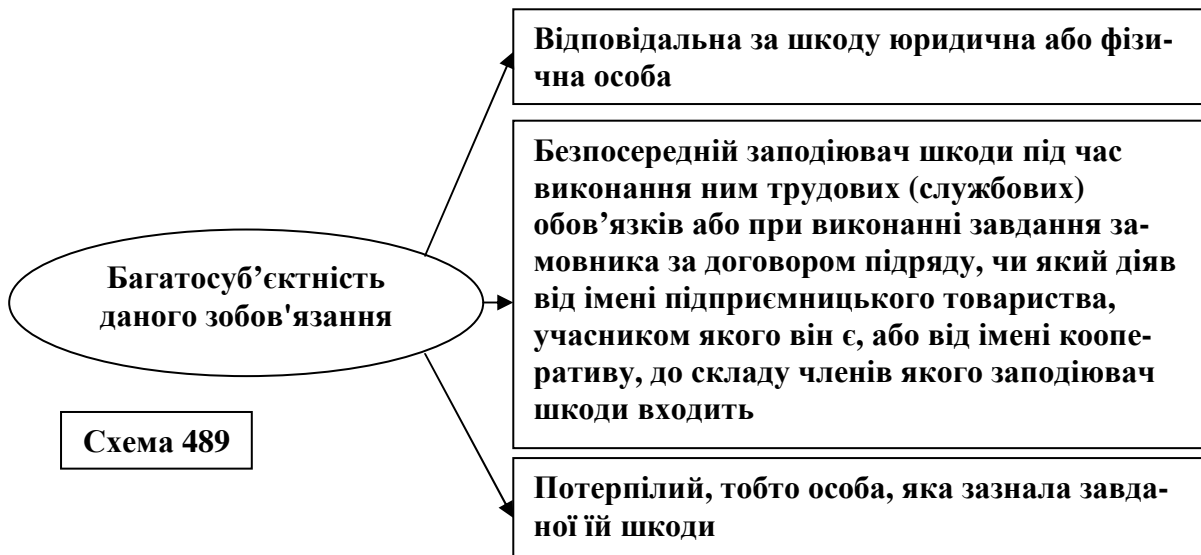 Відповідальна за шкоду юридична або фізи-
чна особа
Безпосередній заподіювач шкоди під час
виконання ним трудових (службових)
обов’язків або при виконанні завдання за-
мовника за договором підряду, чи який діяв
від імені підприємницького товариства,
учасником якого він є, або від імені коопе-
ративу, до складу членів якого заподіювач
шкоди входить
Багатосуб’єктність
даного зобов'язання
Схема 489
Потерпілий, тобто особа, яка зазнала завда-
ної їй шкоди